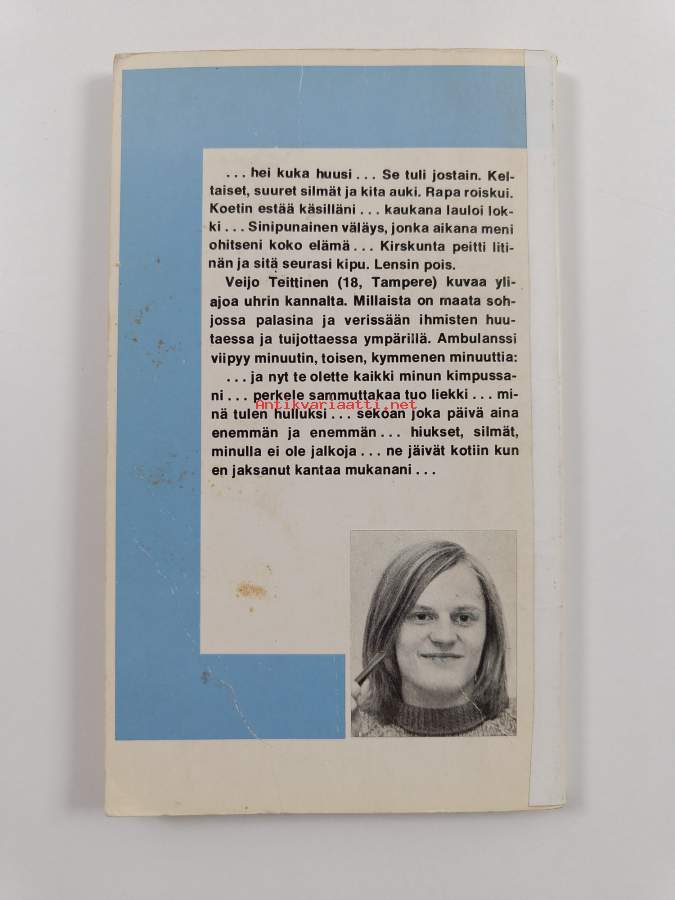 ... hei kuka huusi ... Se tuli jostain. Kel-
taiset, suuret silmät ja kita auki. Rapa roiskui.
Koetin estää käsilläni ... kaukana lauloi lok-
ki ... Sinipunainen väläys, jonka aikana meni
ohitseni koko elämä ... Kirskunta peitti liti-
nän ja sitä seurasi kipu. Lensin pois.
Veijo Teittinen (18, Tampere) kuvaa yli-
ajoa uhrin kannalta. Millaista on maata soh-
jossa palasina ja verissään ihmisten huu-
taessa ja tuijottaessa ympärillä. Ambulanssi
viipyy minuutin, toisen, kymmenen minuuttia:
... ja nyt te olette kaikki minun kimpussa-
ni ... perkele sammuttakaa tuo liekki ... mi-
Antikvariaatti.net
nä tulen hulluksi ... sekoan joka päivä aina
enemmän ja enemmän ... hiukset, silmät,
minulla ei ole jalkoja ... ne jäivät kotiin kun
en jaksanut kantaa mukanani ...